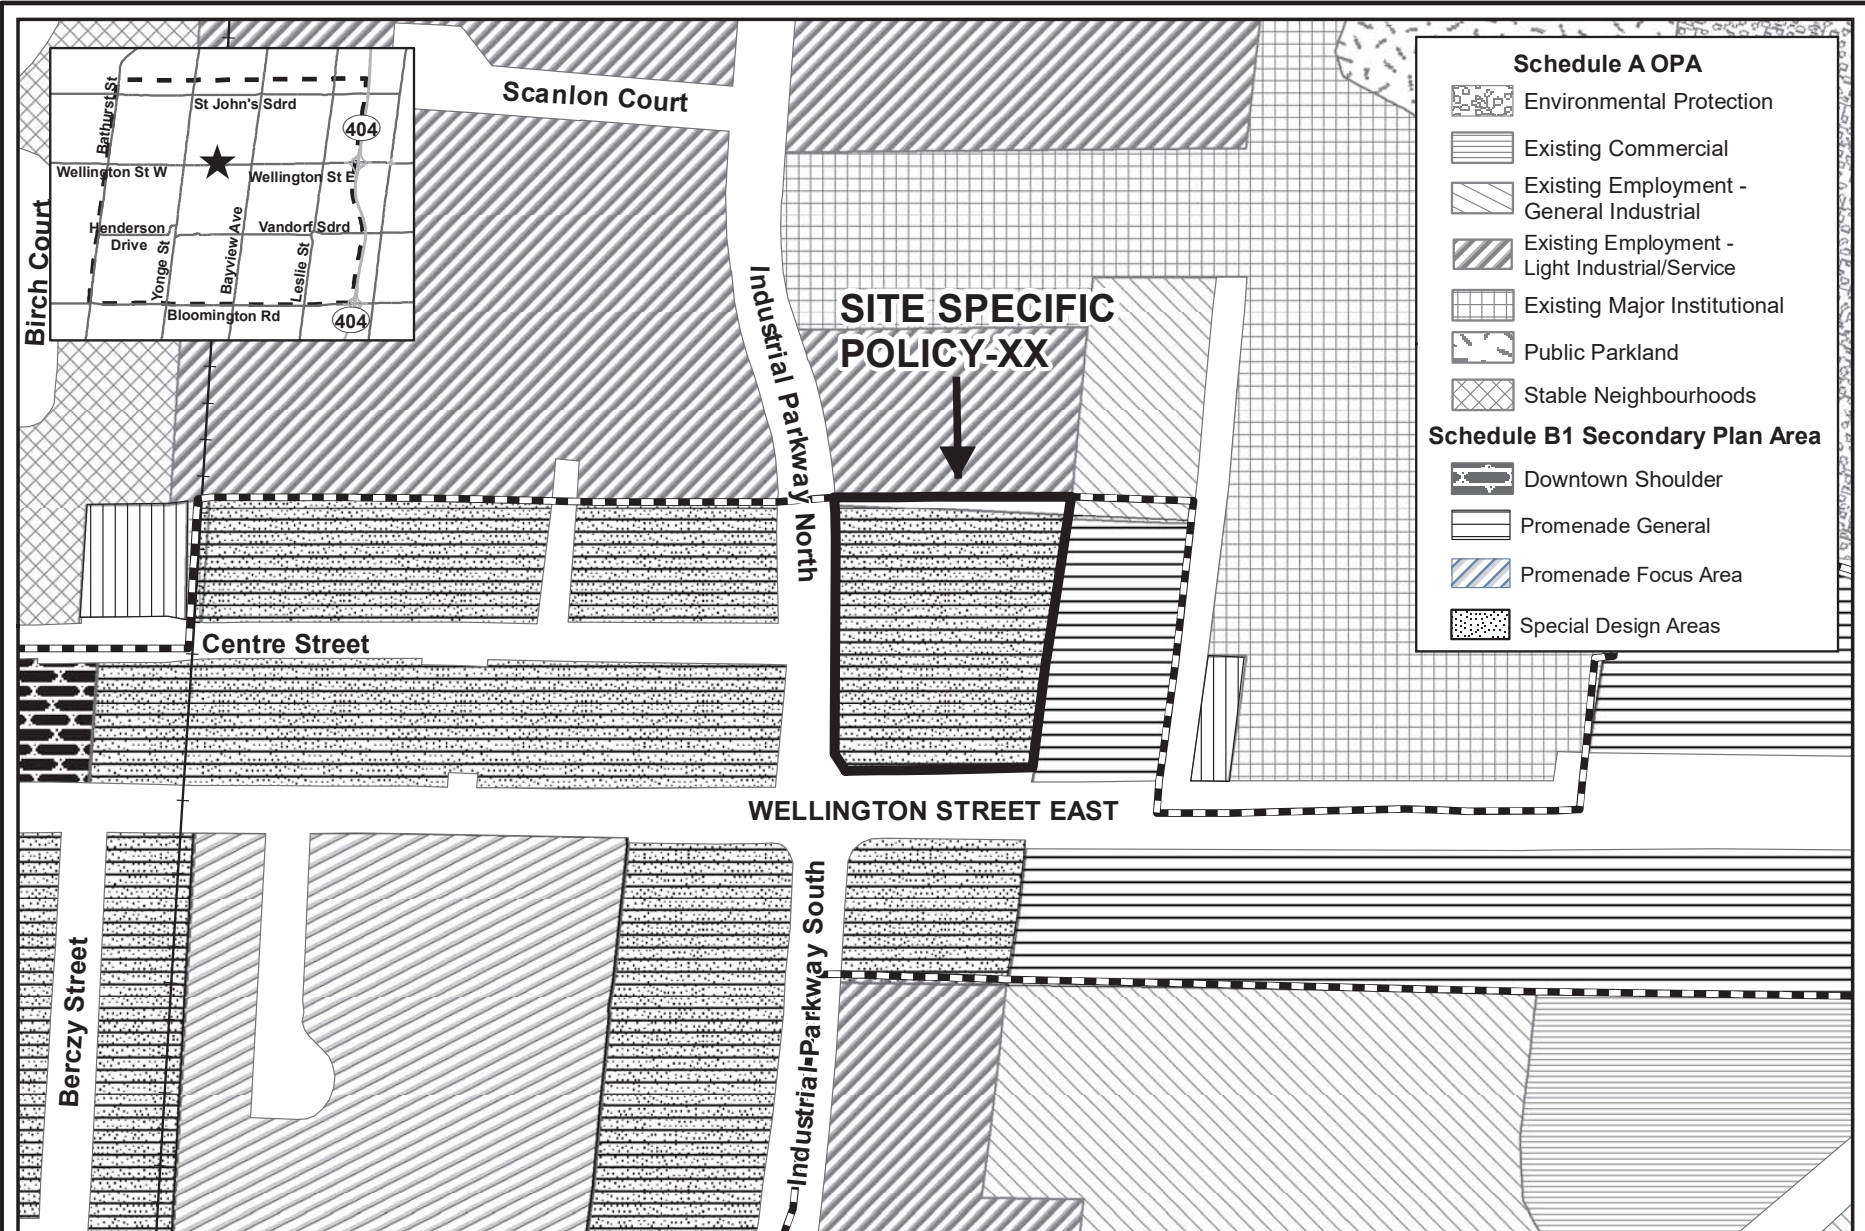 Scanlon Court
Birch Court
Bathurst St
St John's Sdrd
404
Wellington St W
Wellington St E
Henderson
Drive
Yonge St
Bayview Ave
Vandorf Sdrd
Leslie St
Bloomington Rd
404
SITE SPECIFIC
POLICY-XX
Industrial Parkway North
Centre Street
WELLINGTON STREET EAST
Berczy Street
Industrial Parkway South
Schedule A OPA
Environmental Protection
Existing Commercial
Existing Employment -
General Industrial
Existing Employment -
Light Industrial/Service
Existing Major Institutional
Public Parkland
Stable Neighbourhoods
Schedule B1 Secondary Plan Area
Downtown Shoulder
Promenade General
Promenade Focus Area
Special Design Areas